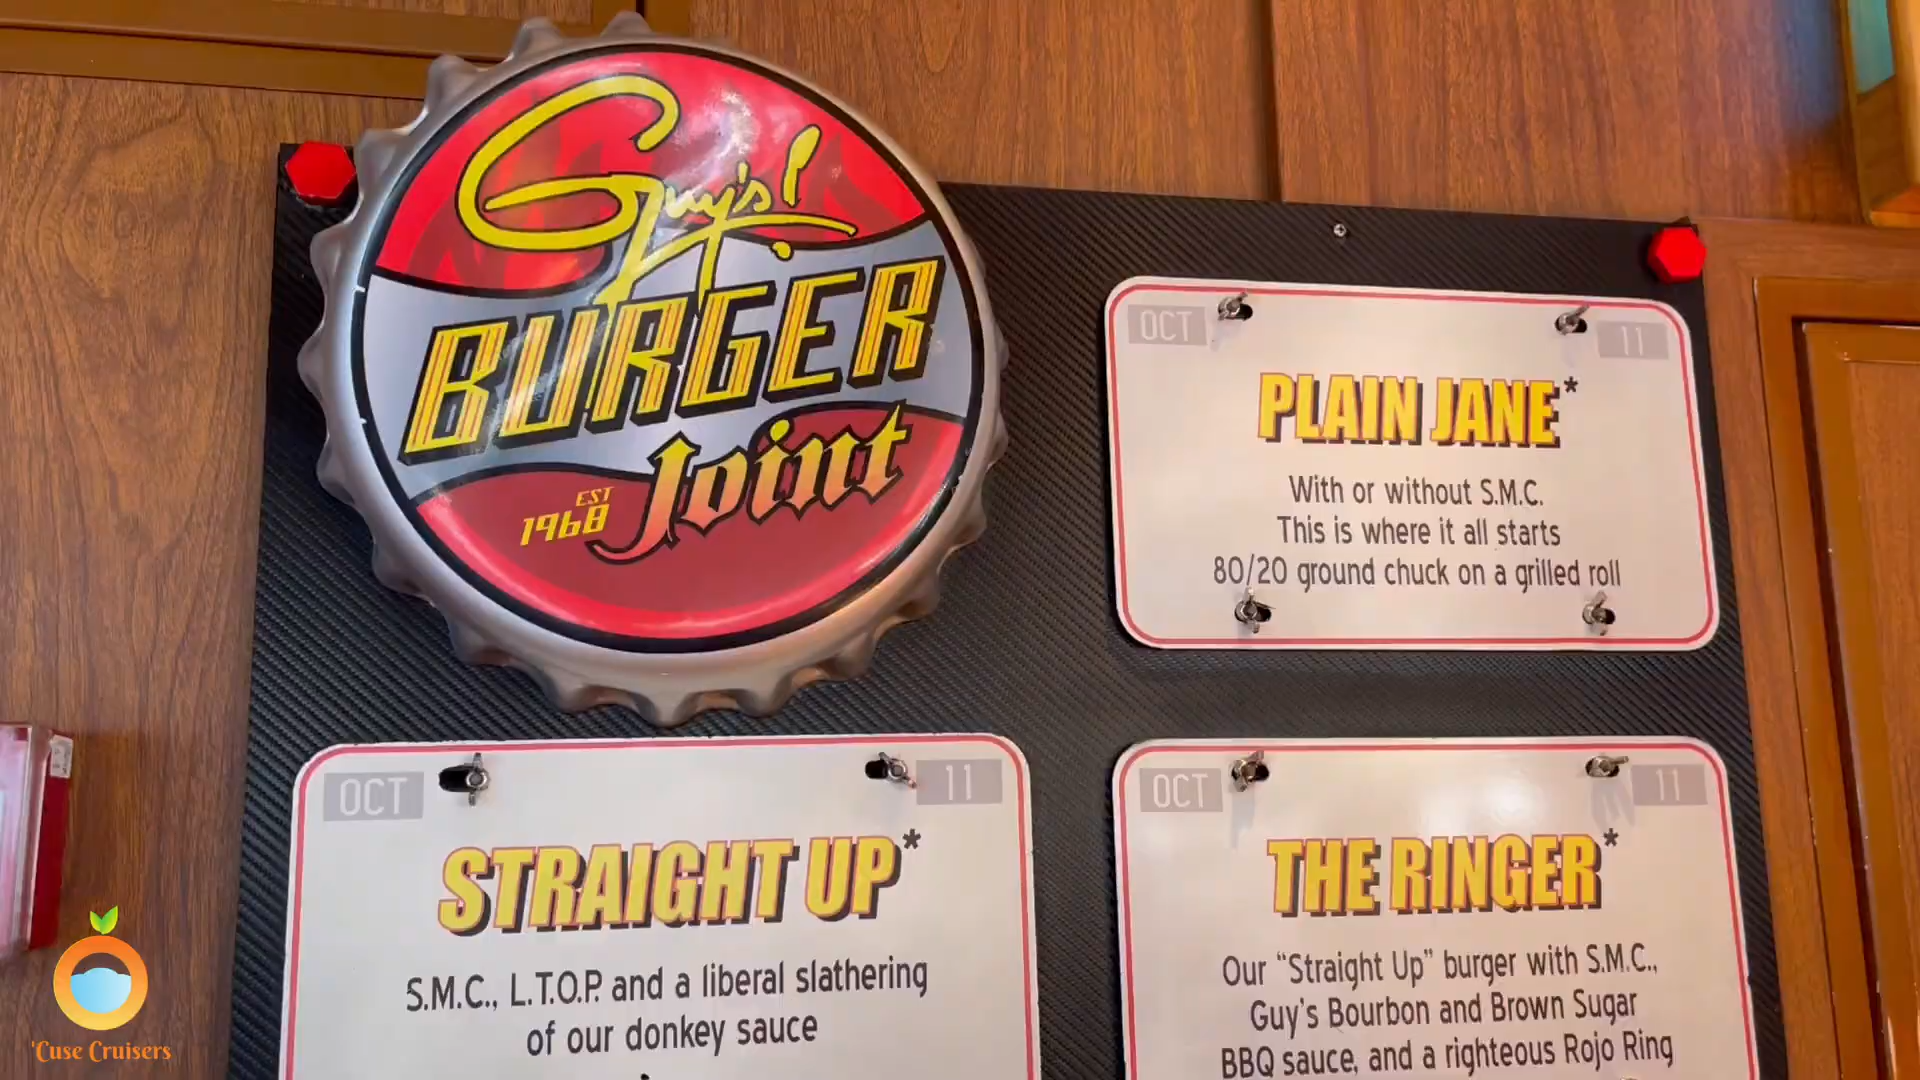 Guy's!
BURGER
Joint
EST
1968
OCT 11
PLAIN JANE*
With or without S.M.C.
This is where it all starts
80/20 ground chuck on a grilled roll
OCT 11
STRAIGHT UP*
S.M.C., L.T.O.P. and a liberal slathering
of our donkey sauce
OCT 11
THE RINGER*
Our “Straight Up” burger with S.M.C.,
Guy's Bourbon and Brown Sugar
BBQ sauce, and a righteous Rojo Ring
'Cuse Cruisers